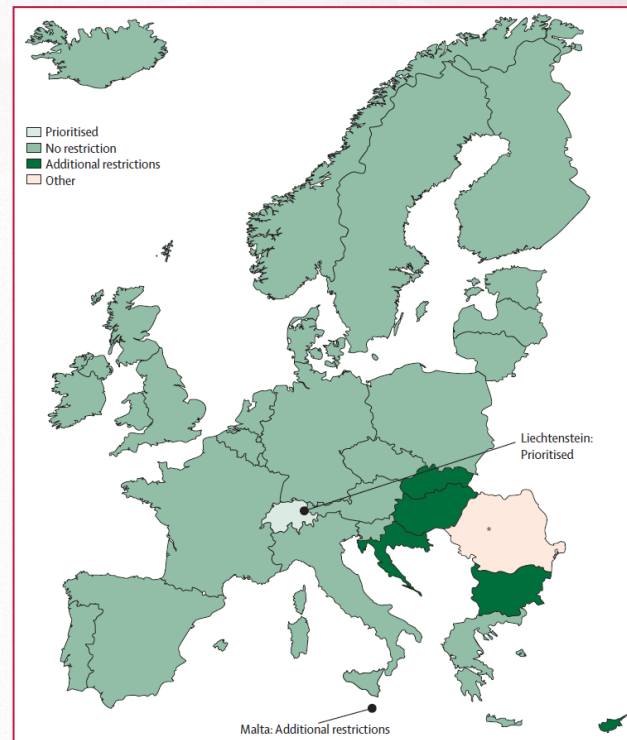 Prioritised
No restriction
Additional restrictions
Other
Liechtenstein:
Prioritised
Malta: Additional restrictions